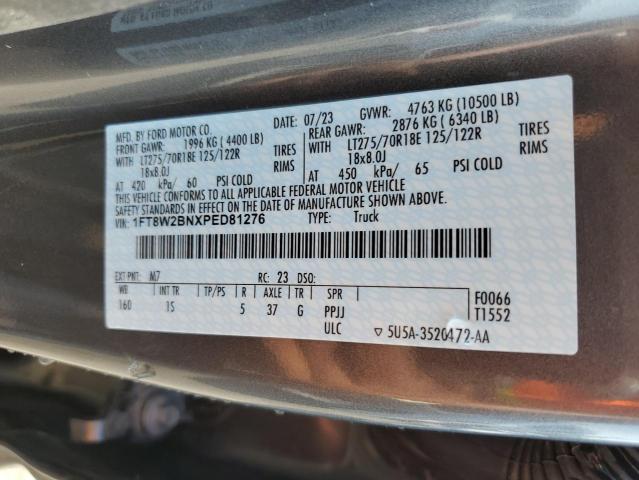 MFD. BY FORD MOTOR CO.
DATE: 07/23 GVWR: 4763 KG (10500 LB)
FRONT GAWR: 1996 KG (4400 LB)
REAR GAWR: 2876 KG (6340 LB)
WITH LT275/70R18E 125/122R TIRES
WITH LT275/70R18E 125/122R TIRES
18x8.0J RIMS
18x8.0J RIMS
AT 420 kPa/ 60 PSI COLD
AT 450 kPa/ 65 PSI COLD
THIS VEHICLE CONFORMS TO ALL APPLICABLE FEDERAL MOTOR VEHICLE
SAFETY STANDARDS IN EFFECT ON THE DATE OF MANUFACTURE SHOWN ABOVE.
VIN: 1FT8W2BNXPED81276 TYPE: Truck
EXT PNT: M7 RC: 23 DSO:
WB INT TR TP/PS R AXLE TR SPR F0066
160 1S 5 37 G PPJJ T1552
ULC 5U5A-3520472-AA